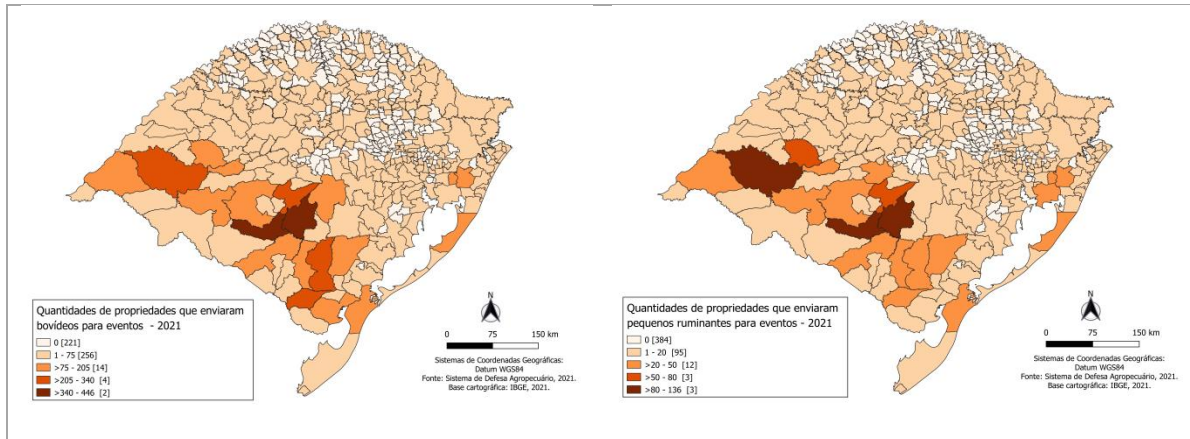 Quantidades de propriedades que enviaram
bovídeos para eventos - 2021
0 [221]
1 - 75 [256]
>75 - 205 [14]
>205 - 340 [4]
>340 - 446 [2]
N
0 75 150 km
Sistemas de Coordenadas Geográficas:
Datum WGS84
Fonte: Sistema de Defesa Agropecuário, 2021.
Base cartográfica: IBGE, 2021.
Quantidades de propriedades que enviaram
pequenos ruminantes para eventos - 2021
0 [384]
1 - 20 [95]
>20 - 50 [12]
>50 - 80 [3]
>80 - 136 [3]
N
0 75 150 km
Sistemas de Coordenadas Geográficas:
Datum WGS84
Fonte: Sistema de Defesa Agropecuário, 2021.
Base cartográfica: IBGE, 2021.